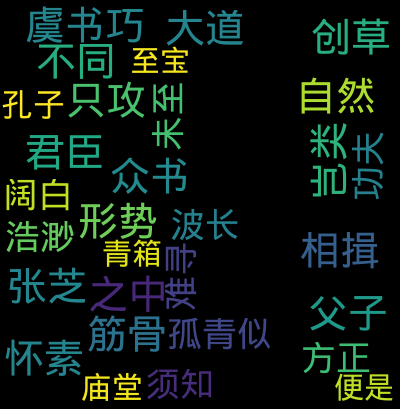 虞书巧
大道
创草
不同
至宝
孔子
只攻
未至
自然
君臣
岂类
功夫
众书
阔白
形势
波长
浩渺
青箱
难寻
相揖
张芝
之中
父子
筋骨
孤青似
怀素
方正
庙堂
须知
便是